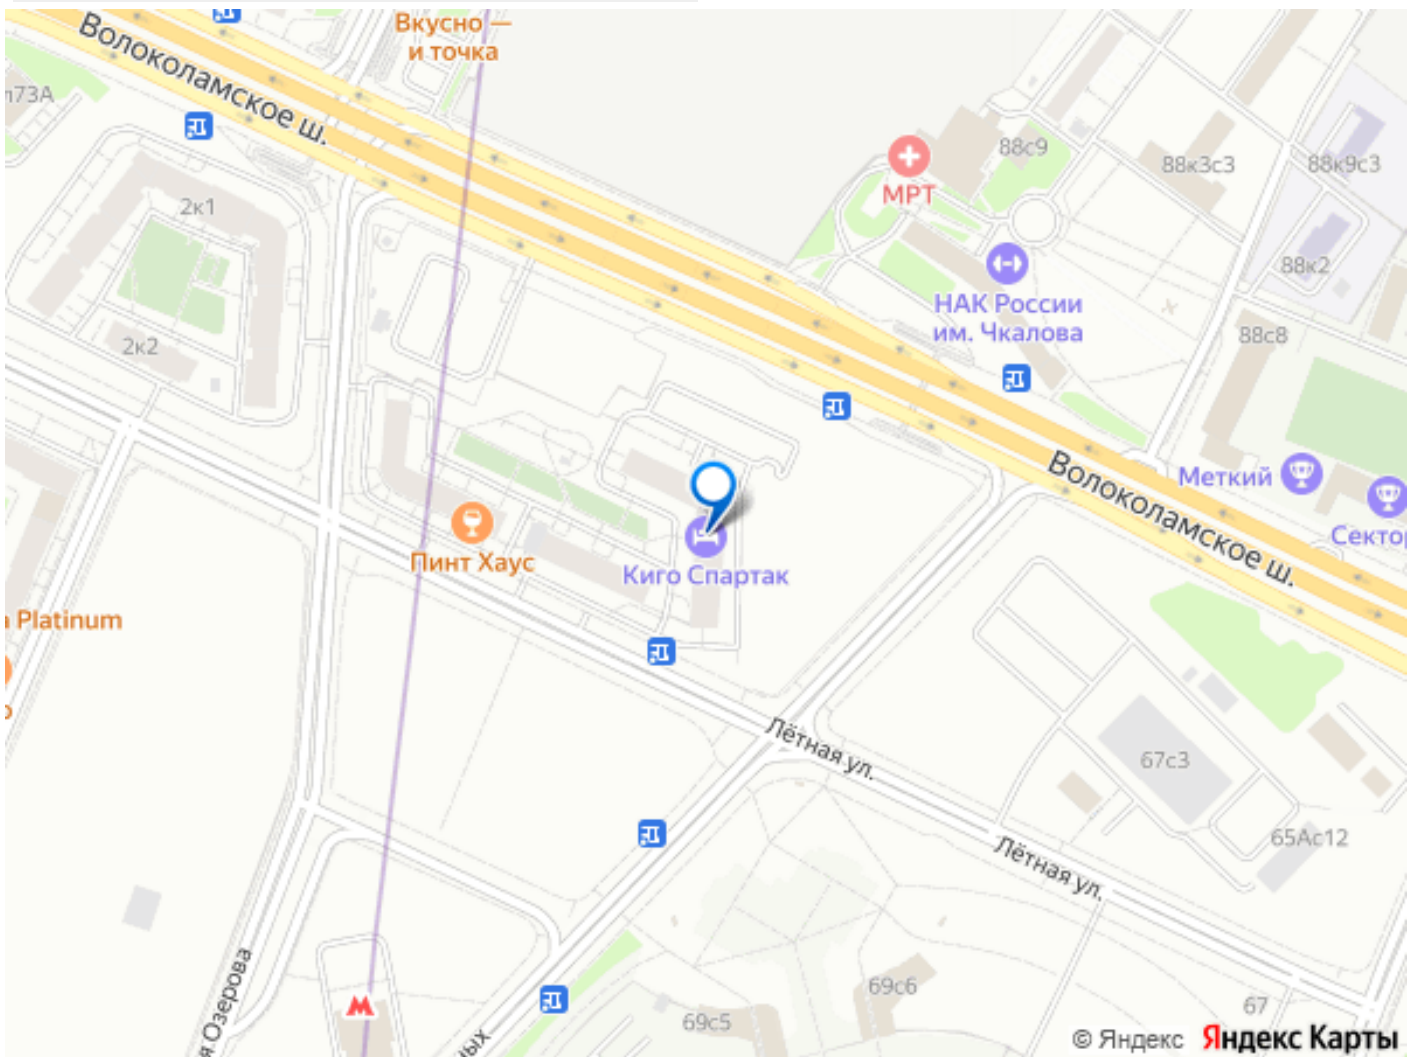 Вкусно —
и точка
Волоколамское ш.
73А
88с9
88к3с3
88к9с3
МРТ
2к1
88к2
НАК России
им. Чкалова
88с8
2к2
Волоколамское ш.
Меткий
Сектор
Пинт Хаус
Киго Спартак
Platinum
Лётная ул.
67с3
65Ас12
Лётная ул.
Озерова
69с6
69с5
67
© Яндекс Яндекс Карты